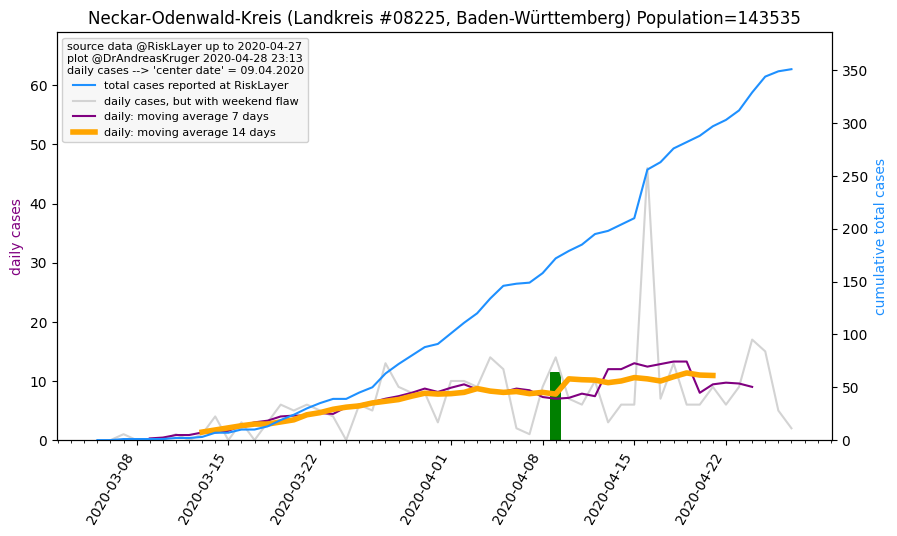 Neckar-Odenwald-Kreis (Landkreis #08225, Baden-Württemberg) Population=143535
source data @RiskLayer up to 2020-04-27
plot @DrAndreasKruger 2020-04-28 23:13
daily cases --> 'center date' = 09.04.2020
total cases reported at RiskLayer
daily cases, but with weekend flaw
daily: moving average 7 days
daily: moving average 14 days
daily cases
60
50
40
30
20
10
0
cumulative total cases
350
300
250
200
150
100
50
0
2020-03-08
2020-03-15
2020-03-22
2020-04-01
2020-04-08
2020-04-15
2020-04-22